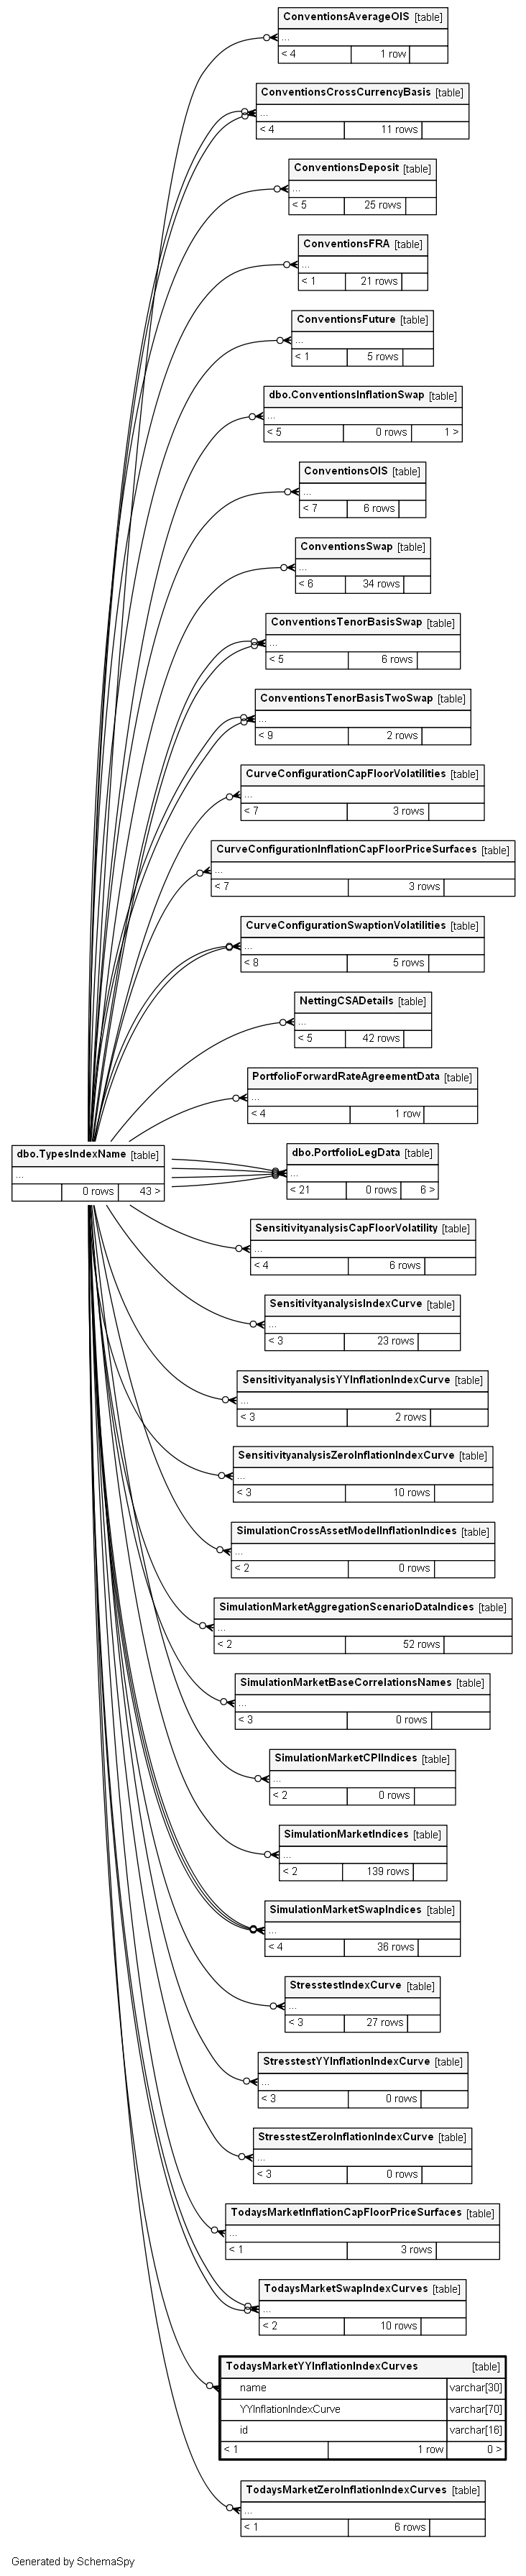 ConventionsAverageOIS [table]
...
< 4 1 row
ConventionsCrossCurrencyBasis [table]
...
< 4 11 rows
ConventionsDeposit [table]
...
< 5 25 rows
ConventionsFRA [table]
...
< 1 21 rows
ConventionsFuture [table]
...
< 1 5 rows
dbo.ConventionsInflationSwap [table]
...
< 5 0 rows 1 >
ConventionsOIS [table]
...
< 7 6 rows
ConventionsSwap [table]
...
< 6 34 rows
ConventionsTenorBasisSwap [table]
...
< 5 6 rows
ConventionsTenorBasisTwoSwap [table]
...
< 9 2 rows
CurveConfigurationCapFloorVolatilities [table]
...
< 7 3 rows
CurveConfigurationInflationCapFloorPriceSurfaces [table]
...
< 7 3 rows
CurveConfigurationSwaptionVolatilities [table]
...
< 8 5 rows
NettingCSADetails [table]
...
< 5 42 rows
PortfolioForwardRateAgreementData [table]
...
< 4 1 row
dbo.TypesIndexName [table]
...
0 rows 43 >
dbo.PortfolioLegData [table]
...
< 21 0 rows 6 >
SensitivityanalysisCapFloorVolatility [table]
...
< 4 6 rows
SensitivityanalysisIndexCurve [table]
...
< 3 23 rows
SensitivityanalysisYYInflationIndexCurve [table]
...
< 3 2 rows
SensitivityanalysisZeroInflationIndexCurve [table]
...
< 3 10 rows
SimulationCrossAssetModelInflationIndices [table]
...
< 2 0 rows
SimulationMarketAggregationScenarioDataIndices [table]
...
< 2 52 rows
SimulationMarketBaseCorrelationsNames [table]
...
< 3 0 rows
SimulationMarketCPIIndices [table]
...
< 2 0 rows
SimulationMarketIndices [table]
...
< 2 139 rows
SimulationMarketSwapIndices [table]
...
< 4 36 rows
StresstestIndexCurve [table]
...
< 3 27 rows
StresstestYYInflationIndexCurve [table]
...
< 3 0 rows
StresstestZeroInflationIndexCurve [table]
...
< 3 0 rows
TodaysMarketInflationCapFloorPriceSurfaces [table]
...
< 1 3 rows
TodaysMarketSwapIndexCurves [table]
...
< 2 10 rows
TodaysMarketYYInflationIndexCurves [table]
name varchar[30]
YYInflationIndexCurve varchar[70]
id varchar[16]
< 1 1 row 0 >
TodaysMarketZeroInflationIndexCurves [table]
...
< 1 6 rows
Generated by SchemaSpy